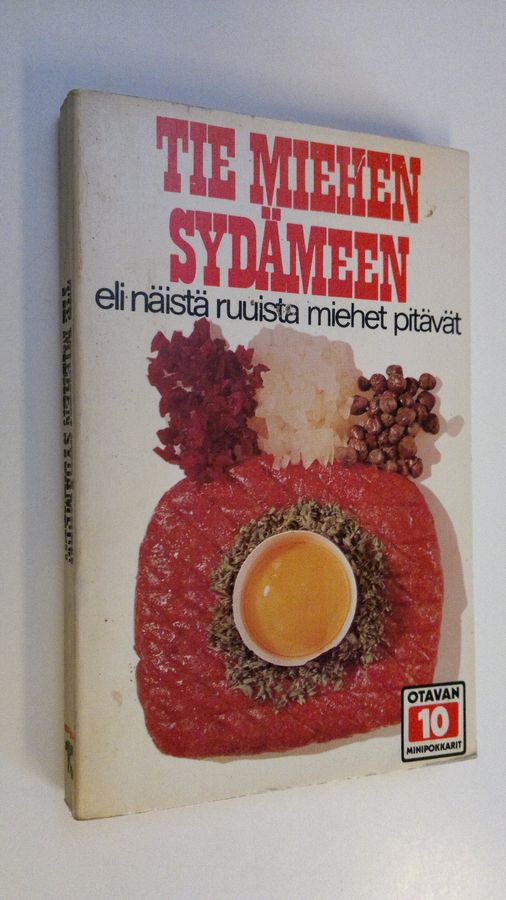 TIE MIEHEN
SYDÄMEEN
eli näistä ruuista miehet pitävät
OTAVAN
10
MINIPOKKARIT
TIE MIEHEN SYDÄMEEN